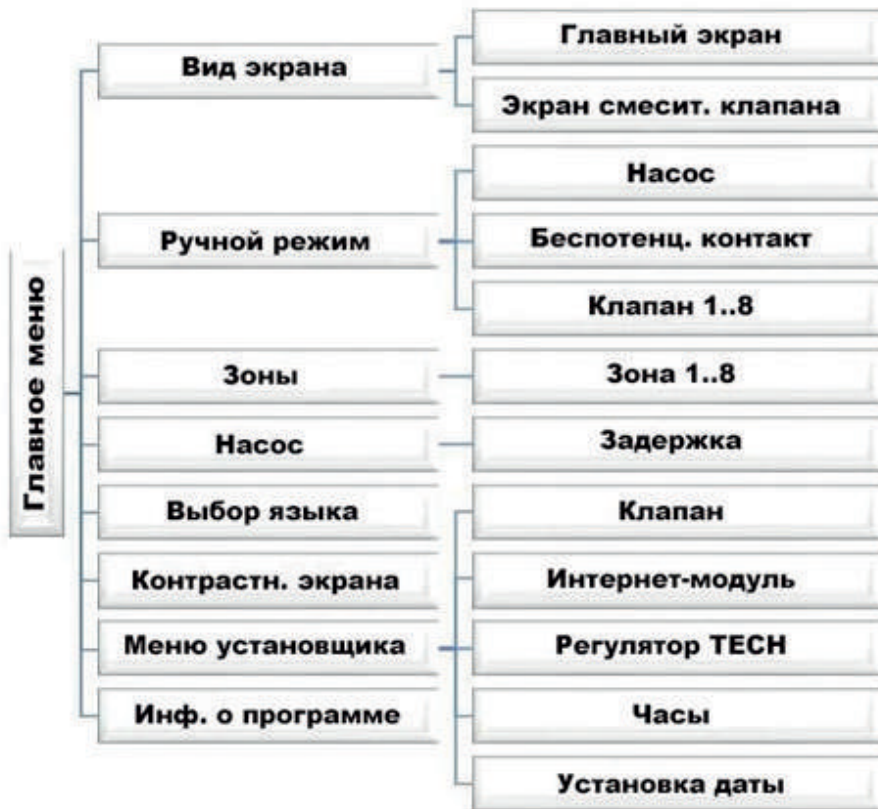 Главное меню
Вид экрана
Главный экран
Экран смесит. клапана
Ручной режим
Насос
Беспотенц. контакт
Клапан 1..8
Зоны
Зона 1..8
Насос
Задержка
Выбор языка
Контрастн. экрана
Меню установщика
Клапан
Интернет-модуль
Регулятор TECH
Часы
Установка даты
Инф. о программе